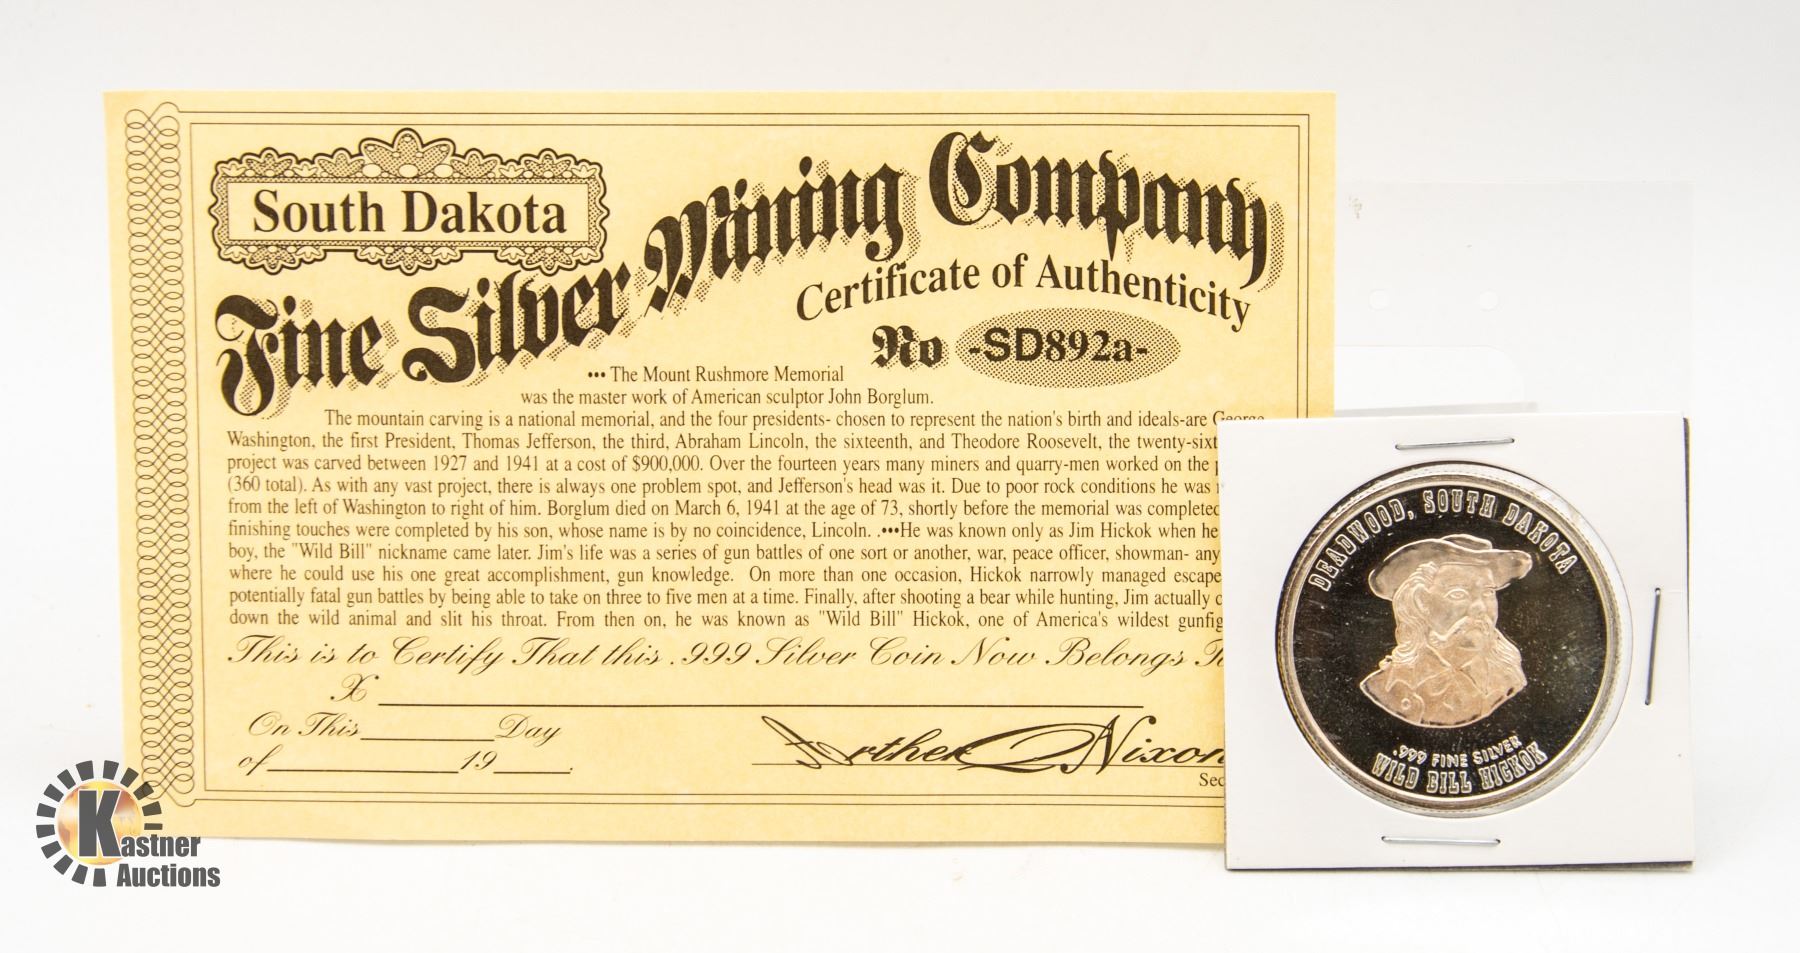 South Dakota
Fine Silver Mining Company
Certificate of Authenticity
No -SD892a-
••• The Mount Rushmore Memorial
was the master work of American sculptor John Borglum.
The mountain carving is a national memorial, and the four presidents- chosen to represent the nation's birth and ideals-are George
Washington, the first President, Thomas Jefferson, the third, Abraham Lincoln, the sixteenth, and Theodore Roosevelt, the twenty-sixt
project was carved between 1927 and 1941 at a cost of $900,000. Over the fourteen years many miners and quarry-men worked on the
(360 total). As with any vast project, there is always one problem spot, and Jefferson's head was it. Due to poor rock conditions he was
from the left of Washington to right of him. Borglum died on March 6, 1941 at the age of 73, shortly before the memorial was completed
finishing touches were completed by his son, whose name is by no coincidence, Lincoln. .•••He was known only as Jim Hickok when he
boy, the "Wild Bill" nickname came later. Jim's life was a series of gun battles of one sort or another, war, peace officer, showman- any
where he could use his one great accomplishment, gun knowledge. On more than one occasion, Hickok narrowly managed escape
potentially fatal gun battles by being able to take on three to five men at a time. Finally, after shooting a bear while hunting, Jim actually c
down the wild animal and slit his throat. From then on, he was known as "Wild Bill" Hickok, one of America's wildest gunfig
This is to Certify That this .999 Silver Coin Now Belongs To
X
On This Day
of 19 .
Arther Nixon
Sec
DEADWOOD, SOUTH DAKOTA
.999 FINE SILVER
WILD BILL HICKOK
Kastner
Auctions